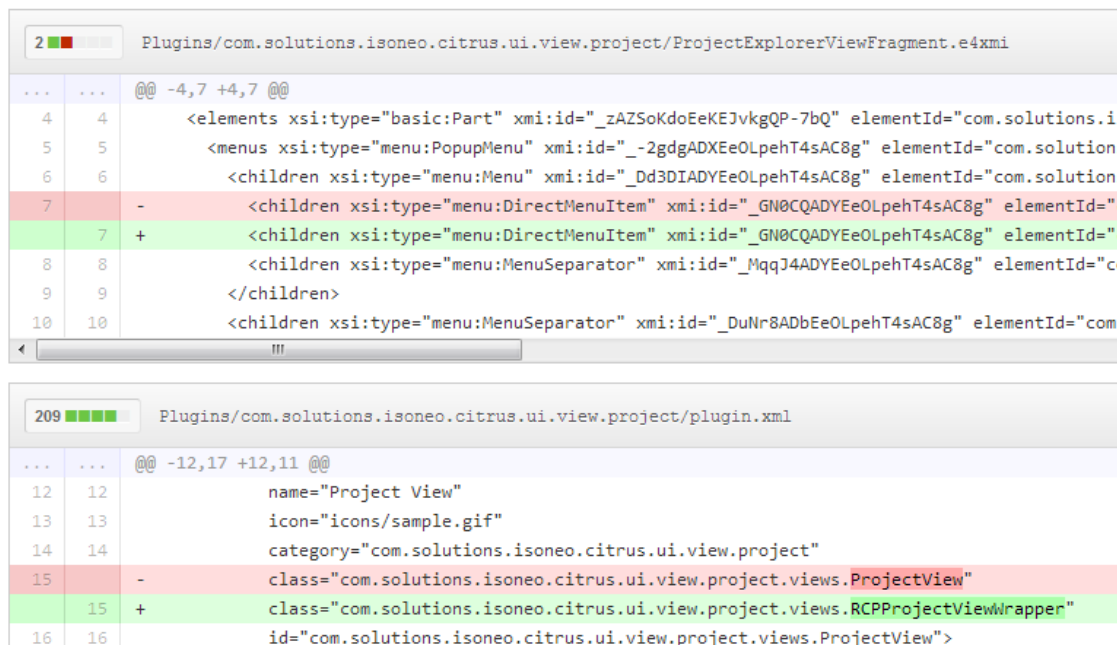 2 Plugins/com.solutions.isoneo.citrus.ui.view.project/ProjectExplorerViewFragment.e4xmi
... ... @@ -4,7 +4,7 @@
4 4 <elements xsi:type="basic:Part" xmi:id="_zAZSoKdoEeKEJvkgQP-7bQ" elementId="com.solutions.i
5 5 <menus xsi:type="menu:PopupMenu" xmi:id="_-2gdgADXEeOLpehT4sAC8g" elementId="com.solution
6 6 <children xsi:type="menu:Menu" xmi:id="_Dd3DIADYEeOLpehT4sAC8g" elementId="com.solution
7 - <children xsi:type="menu:DirectMenuItem" xmi:id="_GN0CQADYEeOLpehT4sAC8g" elementId="
7 + <children xsi:type="menu:DirectMenuItem" xmi:id="_GN0CQADYEeOLpehT4sAC8g" elementId="
8 8 <children xsi:type="menu:MenuSeparator" xmi:id="_MqqJ4ADYEeOLpehT4sAC8g" elementId="co
9 9 </children>
10 10 <children xsi:type="menu:MenuSeparator" xmi:id="_DuNr8ADbEeOLpehT4sAC8g" elementId="com
209 Plugins/com.solutions.isoneo.citrus.ui.view.project/plugin.xml
... ... @@ -12,17 +12,11 @@
12 12 name="Project View"
13 13 icon="icons/sample.gif"
14 14 category="com.solutions.isoneo.citrus.ui.view.project"
15 - class="com.solutions.isoneo.citrus.ui.view.project.views.ProjectView"
15 + class="com.solutions.isoneo.citrus.ui.view.project.views.RCPProjectViewWrapper"
16 16 id="com.solutions.isoneo.citrus.ui.view.project.views.ProjectView">